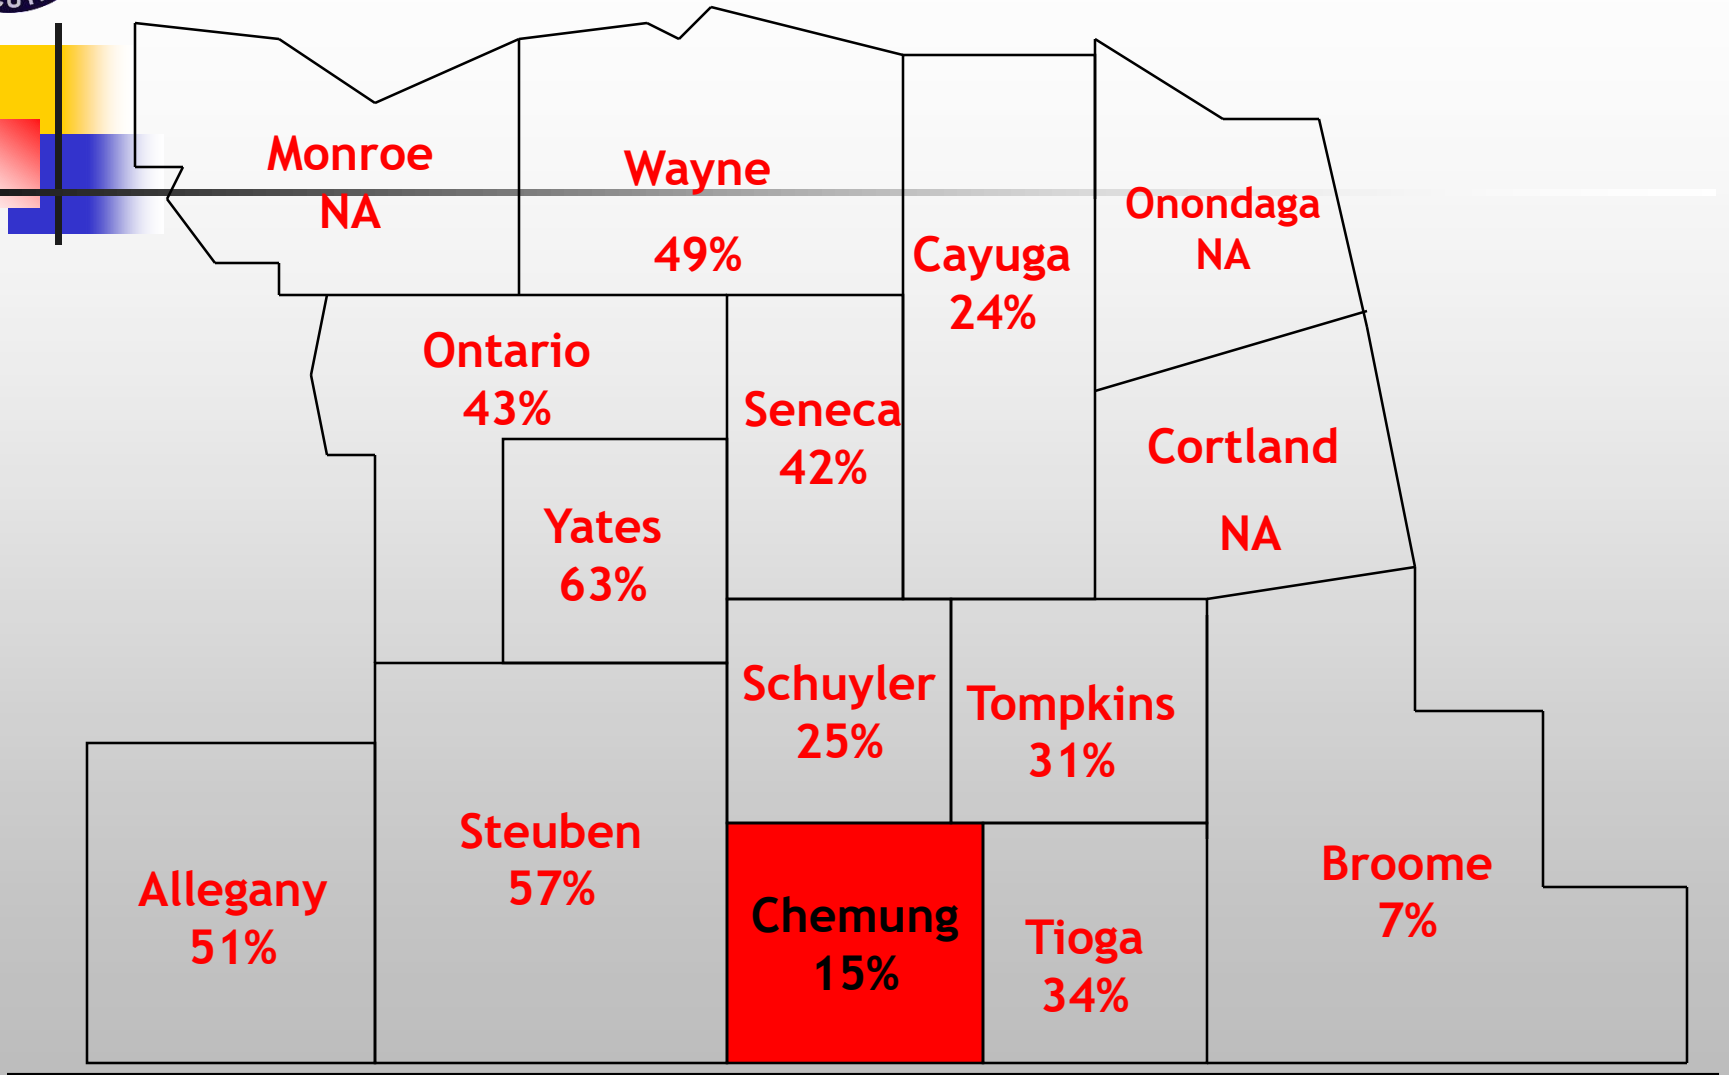 Monroe
NA
Wayne
49%
Cayuga
24%
Onondaga
NA
Ontario
43%
Seneca
42%
Cortland
NA
Yates
63%
Schuyler
25%
Tompkins
31%
Steuben
57%
Allegany
51%
Chemung
15%
Tioga
34%
Broome
7%